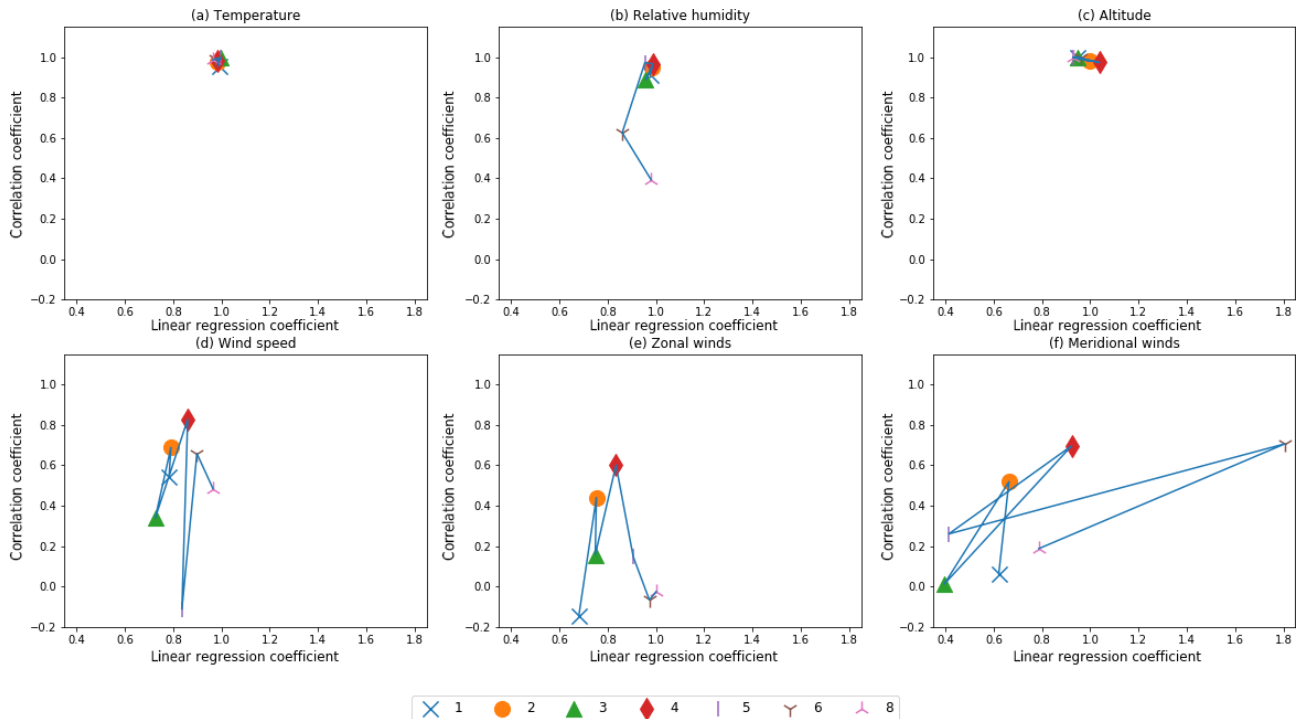 (a) Temperature
(b) Relative humidity
(c) Altitude
Correlation coefficient
1.0
0.8
0.6
0.4
0.2
0.0
−0.2
Correlation coefficient
1.0
0.8
0.6
0.4
0.2
0.0
−0.2
Correlation coefficient
1.0
0.8
0.6
0.4
0.2
0.0
−0.2
0.4 0.6 0.8 1.0 1.2 1.4 1.6 1.8
0.4 0.6 0.8 1.0 1.2 1.4 1.6 1.8
0.4 0.6 0.8 1.0 1.2 1.4 1.6 1.8
Linear regression coefficient
Linear regression coefficient
Linear regression coefficient
(d) Wind speed
(e) Zonal winds
(f) Meridional winds
Correlation coefficient
1.0
0.8
0.6
0.4
0.2
0.0
−0.2
Correlation coefficient
1.0
0.8
0.6
0.4
0.2
0.0
−0.2
Correlation coefficient
1.0
0.8
0.6
0.4
0.2
0.0
−0.2
0.4 0.6 0.8 1.0 1.2 1.4 1.6 1.8
0.4 0.6 0.8 1.0 1.2 1.4 1.6 1.8
0.4 0.6 0.8 1.0 1.2 1.4 1.6 1.8
Linear regression coefficient
Linear regression coefficient
Linear regression coefficient
1 2 3 4 5 6 8